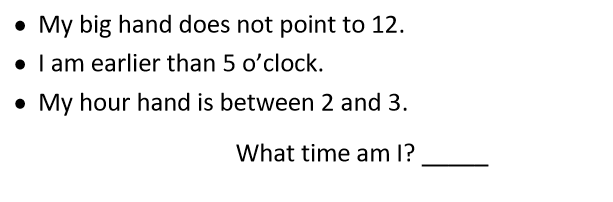 • My big hand does not point to 12.
• I am earlier than 5 o’clock.
• My hour hand is between 2 and 3.
What time am I? _____